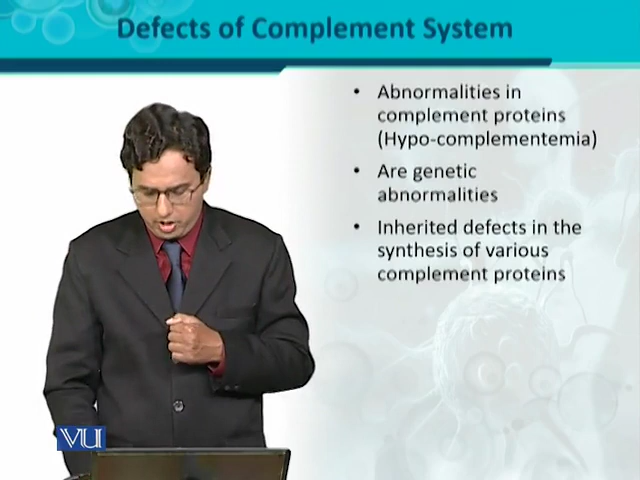 Defects of Complement System
• Abnormalities in
complement proteins
(Hypo-complementemia)
• Are genetic
abnormalities
• Inherited defects in the
synthesis of various
complement proteins
VU